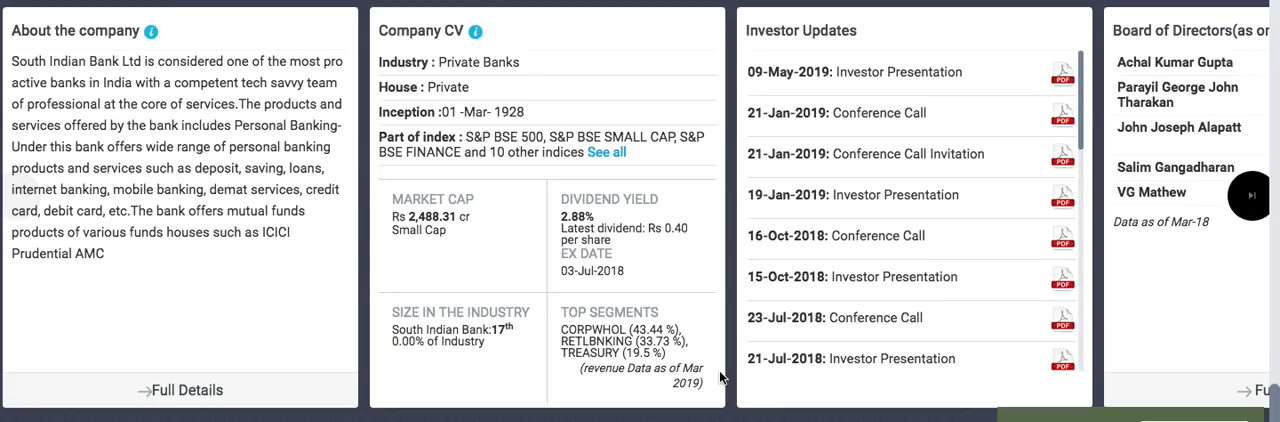 About the company
South Indian Bank Ltd is considered one of the most pro
active banks in India with a competent tech savvy team
of professional at the core of services.The products and
services offered by the bank includes Personal Banking-
Under this bank offers wide range of personal banking
products and services such as deposit, saving, loans,
internet banking, mobile banking, demat services, credit
card, debit card, etc.The bank offers mutual funds
products of various funds houses such as ICICI
Prudential AMC
→Full Details
Company CV
Industry : Private Banks
House : Private
Inception :01 -Mar- 1928
Part of index : S&P BSE 500, S&P BSE SMALL CAP, S&P
BSE FINANCE and 10 other indices See all
MARKET CAP
Rs 2,488.31 cr
Small Cap
DIVIDEND YIELD
2.88%
Latest dividend: Rs 0.40
per share
EX DATE
03-Jul-2018
SIZE IN THE INDUSTRY
South Indian Bank:17th
0.00% of Industry
TOP SEGMENTS
CORPWHOL (43.44 %),
RETLBNKING (33.73 %),
TREASURY (19.5 %)
(revenue Data as of Mar
2019)
Investor Updates
09-May-2019: Investor Presentation
PDF
21-Jan-2019: Conference Call
PDF
21-Jan-2019: Conference Call Invitation
PDF
19-Jan-2019: Investor Presentation
PDF
16-Oct-2018: Conference Call
PDF
15-Oct-2018: Investor Presentation
PDF
23-Jul-2018: Conference Call
PDF
21-Jul-2018: Investor Presentation
PDF
Board of Directors(as or
Achal Kumar Gupta
Parayil George John
Tharakan
John Joseph Alapatt
Salim Gangadharan
VG Mathew
Data as of Mar-18
→ Fu